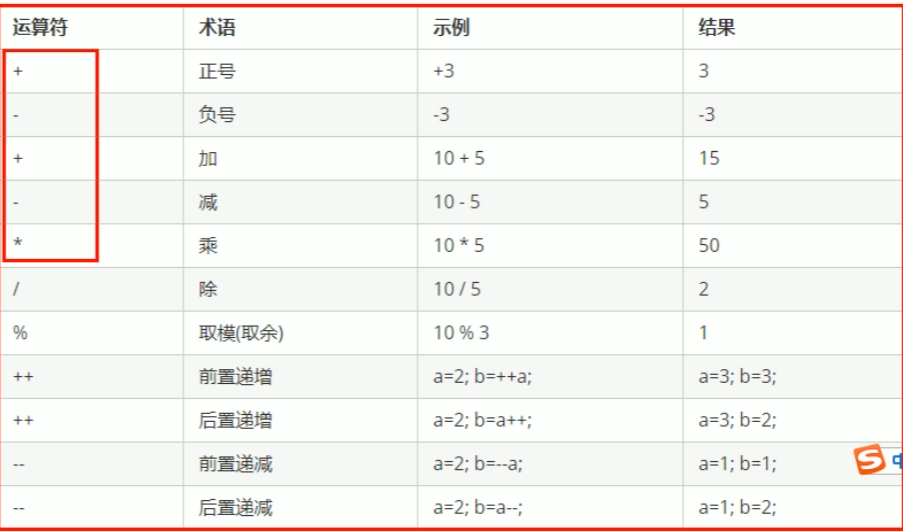 运算符 术语 示例 结果
+ 正号 +3 3
- 负号 -3 -3
+ 加 10 + 5 15
- 减 10 - 5 5
* 乘 10 * 5 50
/ 除 10 / 5 2
% 取模(取余) 10 % 3 1
++ 前置递增 a=2; b=++a; a=3; b=3;
++ 后置递增 a=2; b=a++; a=3; b=2;
-- 前置递减 a=2; b=--a; a=1; b=1;
-- 后置递减 a=2; b=a--; a=1; b=2;